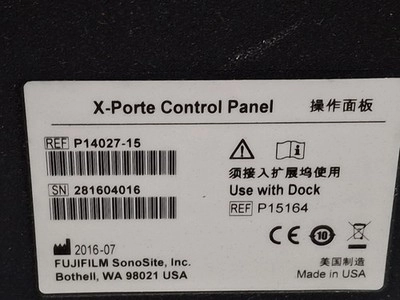 X-Porte Control Panel 操作面板
REF P14027-15
SN 281604016
须接入扩展坞使用
Use with Dock
REF P15164
2016-07
FUJIFILM SonoSite, Inc.
Bothell, WA 98021 USA
CE 10
美国制造
Made in USA